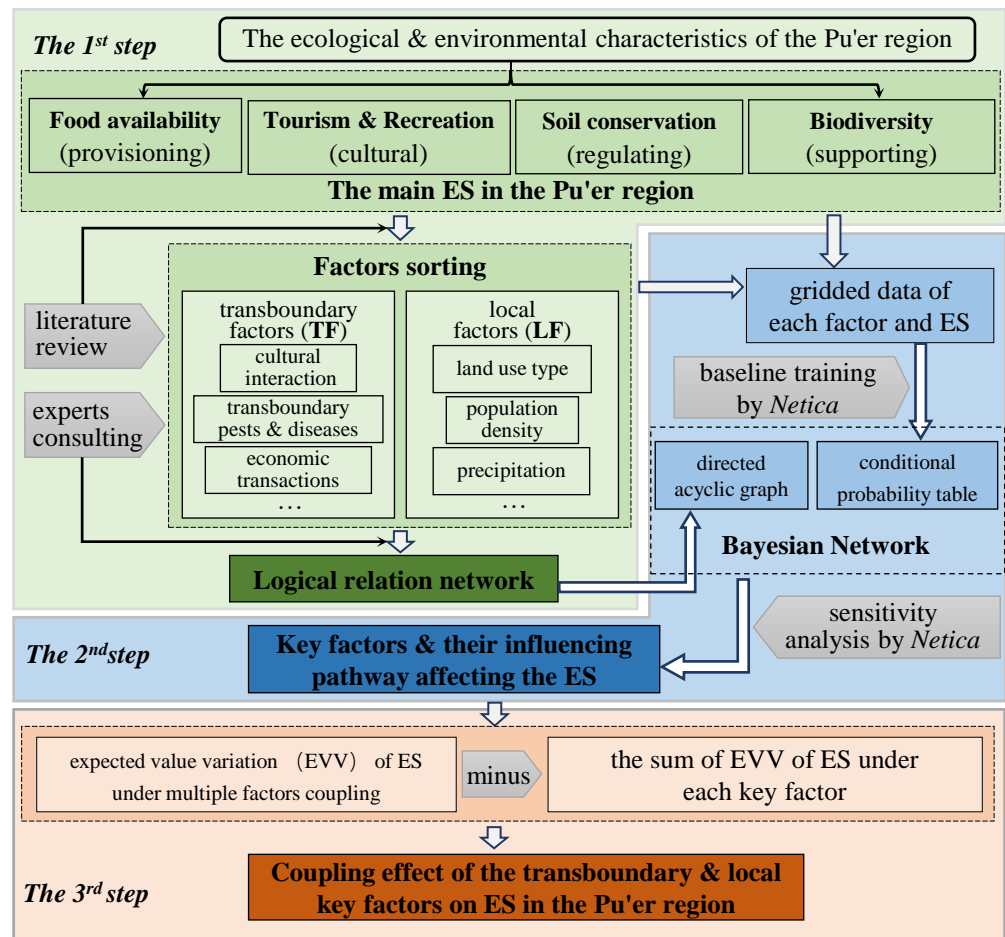 The 1st step
The ecological & environmental characteristics of the Pu'er region
Food availability
(provisioning)
Tourism & Recreation
(cultural)
Soil conservation
(regulating)
Biodiversity
(supporting)
The main ES in the Pu'er region
Factors sorting
literature
review
experts
consulting
transboundary
factors (TF)
cultural
interaction
transboundary
pests & diseases
economic
transactions
…
local
factors (LF)
land use type
population
density
precipitation
…
Logical relation network
gridded data of
each factor and ES
baseline training
by Netica
directed
acyclic graph
conditional
probability table
Bayesian Network
sensitivity
analysis by Netica
The 2nd step
Key factors & their influencing
pathway affecting the ES
expected value variation （EVV）of ES
under multiple factors coupling
minus
the sum of EVV of ES under
each key factor
The 3rd step
Coupling effect of the transboundary & local
key factors on ES in the Pu'er region